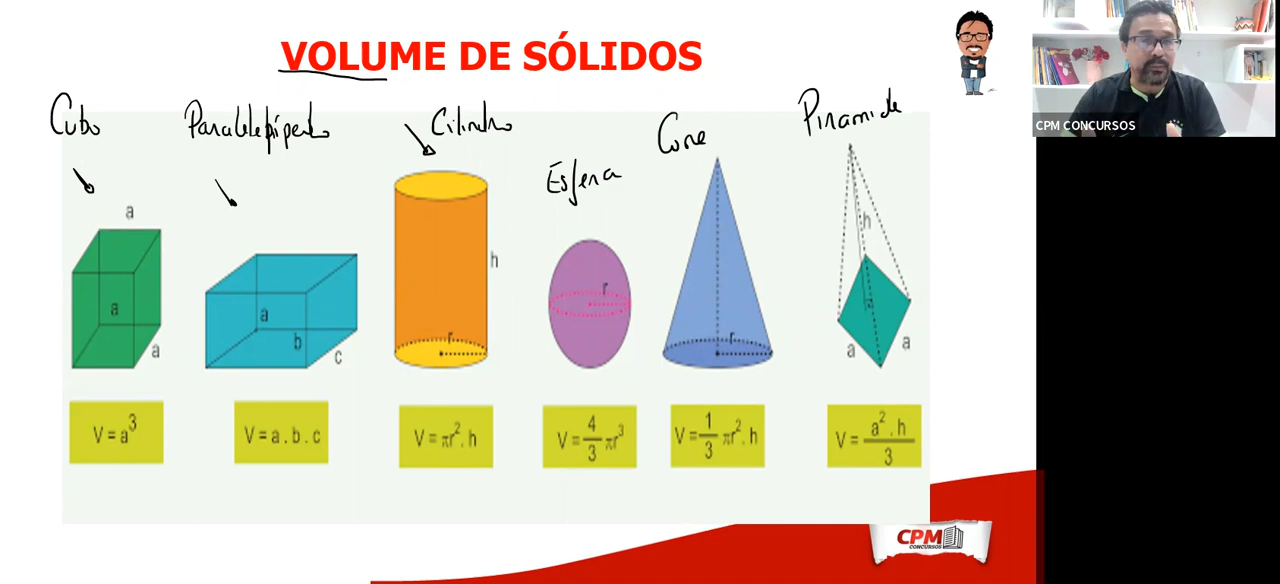 VOLUME DE SÓLIDOS
CPM CONCURSOS
Cubo
Paralelepípedo
Cilindro
Esfera
Cone
Piramide
a
a
a
a
b
c
h
r
r
r
h
a
a
V = a³
V = a . b . c
V = πr². h
V = 4/3 πr³
V = 1/3 πr². h
V = a² . h / 3
CPM
CONCURSOS